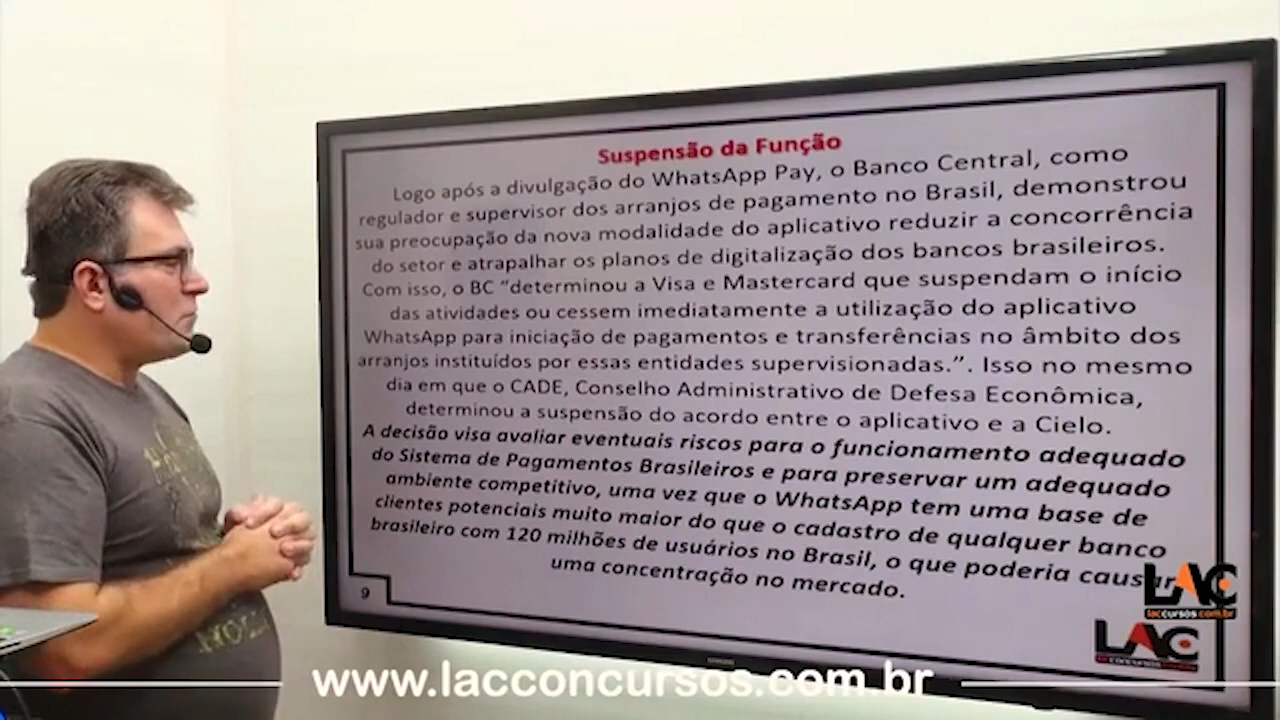 Suspensão da Função
Logo após a divulgação do WhatsApp Pay, o Banco Central, como
regulador e supervisor dos arranjos de pagamento no Brasil, demonstrou
sua preocupação da nova modalidade do aplicativo reduzir a concorrência
do setor e atrapalhar os planos de digitalização dos bancos brasileiros.
Com isso, o BC “determinou a Visa e Mastercard que suspendam o início
das atividades ou cessem imediatamente a utilização do aplicativo
WhatsApp para iniciação de pagamentos e transferências no âmbito dos
arranjos instituídos por essas entidades supervisionadas.”. Isso no mesmo
dia em que o CADE, Conselho Administrativo de Defesa Econômica,
determinou a suspensão do acordo entre o aplicativo e a Cielo.
A decisão visa avaliar eventuais riscos para o funcionamento adequado
do Sistema de Pagamentos Brasileiros e para preservar um adequado
ambiente competitivo, uma vez que o WhatsApp tem uma base de
clientes potenciais muito maior do que o cadastro de qualquer banco
brasileiro com 120 milhões de usuários no Brasil, o que poderia causar
uma concentração no mercado.
9
LAC
laccursos.com.br
LAC
www.lacconcursos.com.br